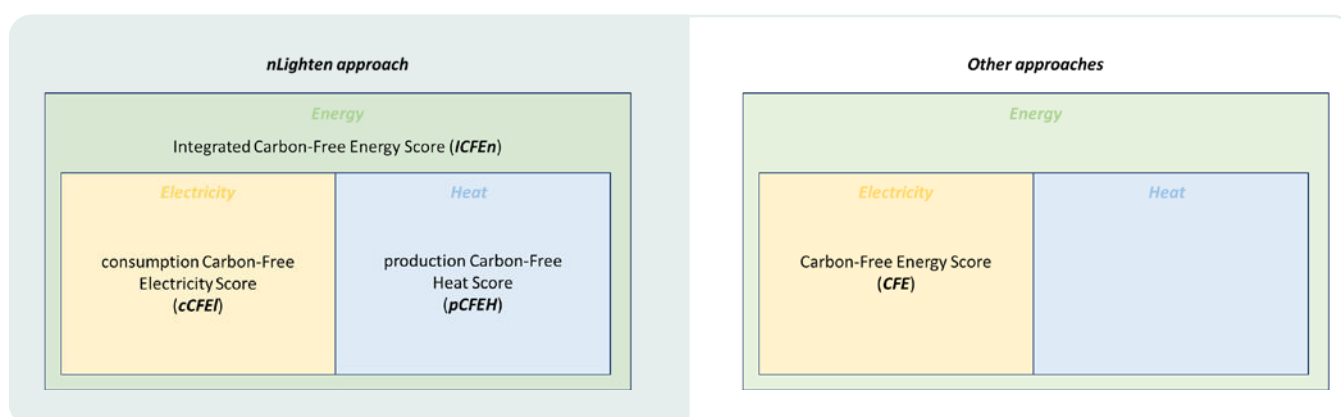 nLighten approach
Energy
Integrated Carbon-Free Energy Score (ICFEn)
Electricity
consumption Carbon-Free
Electricity Score
(cCFEl)
Heat
production Carbon-Free
Heat Score
(pCFEH)
Other approaches
Energy
Electricity
Carbon-Free Energy Score
(CFE)
Heat